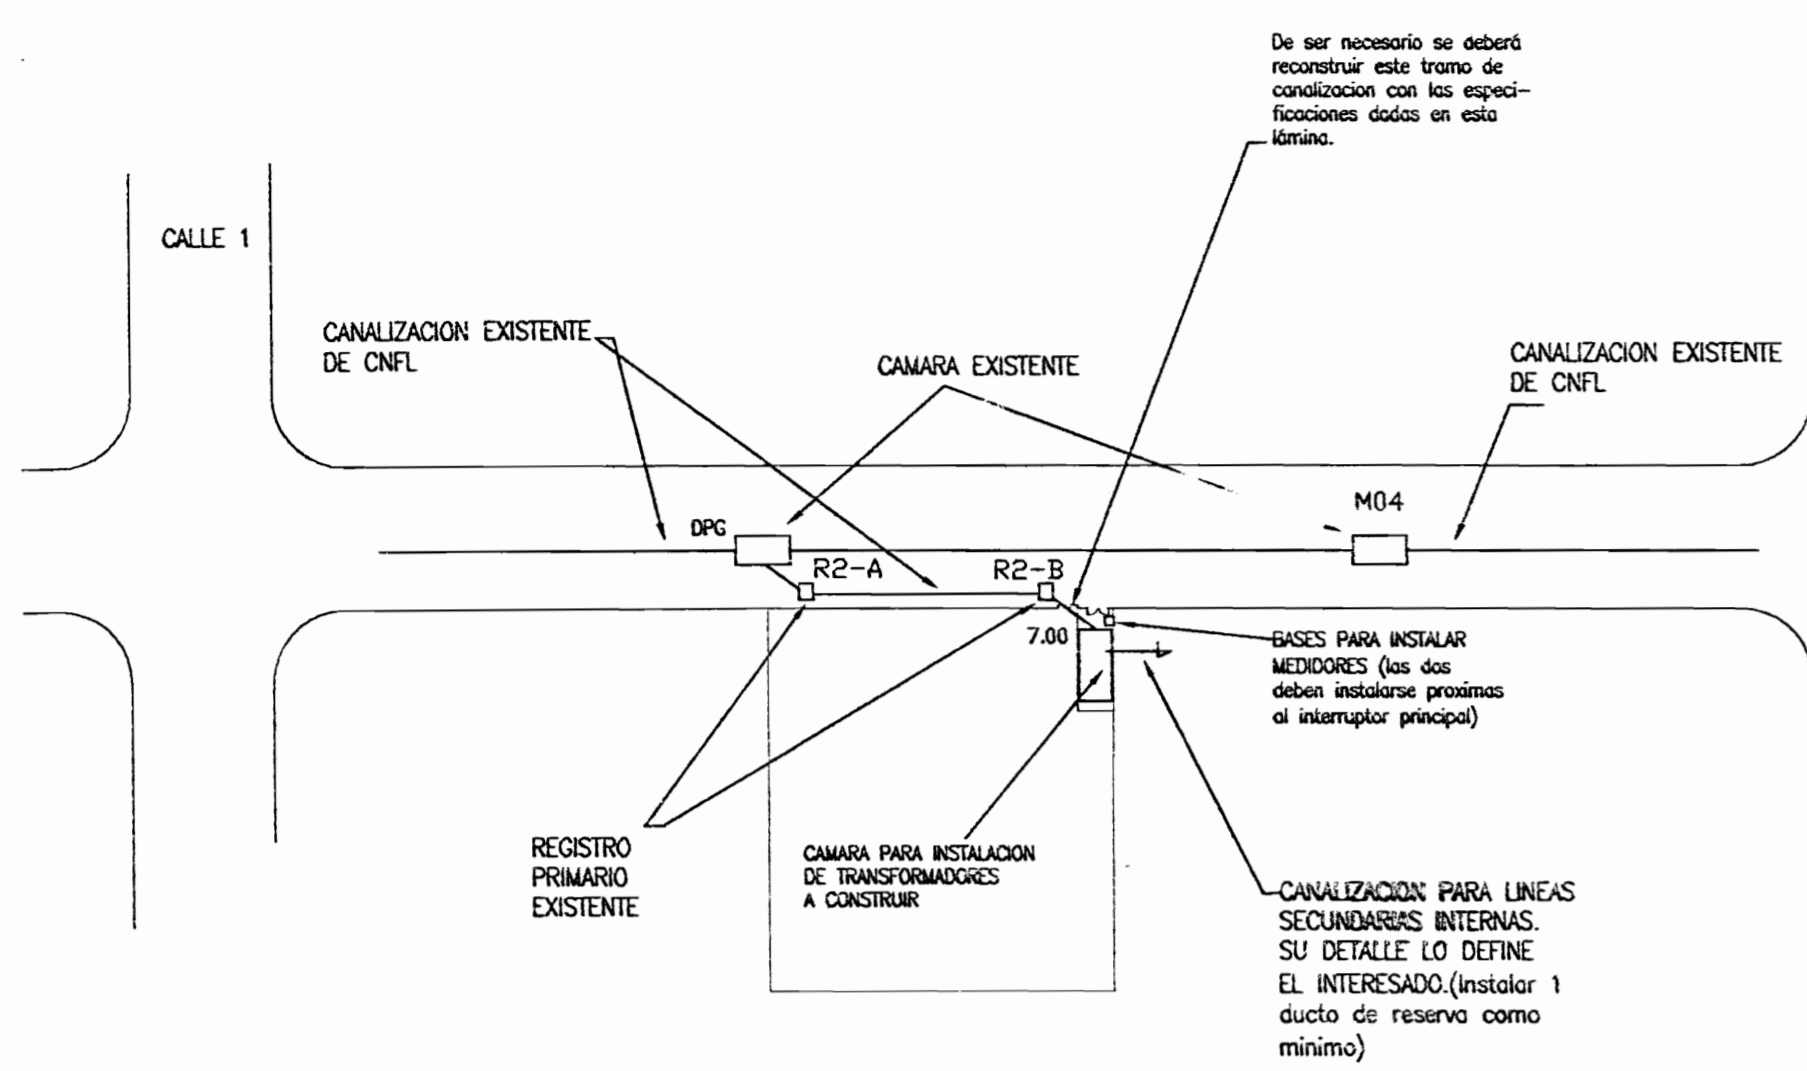 De ser necesario se deberá
reconstruir este tramo de
canalizacion con las especi-
ficaciones dadas en esta
lámina.
CALLE 1
CANALIZACION EXISTENTE
DE CNFL
CAMARA EXISTENTE
CANALIZACION EXISTENTE
DE CNFL
M04
DPG
R2-A
R2-B
7.00
BASES PARA INSTALAR
MEDIDORES (las dos
deben instalarse proximas
al interruptor principal)
REGISTRO
PRIMARIO
EXISTENTE
CAMARA PARA INSTALACION
DE TRANSFORMADORES
A CONSTRUIR
CANALIZACION PARA LINEAS
SECUNDARIAS INTERNAS.
SU DETALLE LO DEFINE
EL INTERESADO.(Instalar 1
ducto de reserva como
minimo)